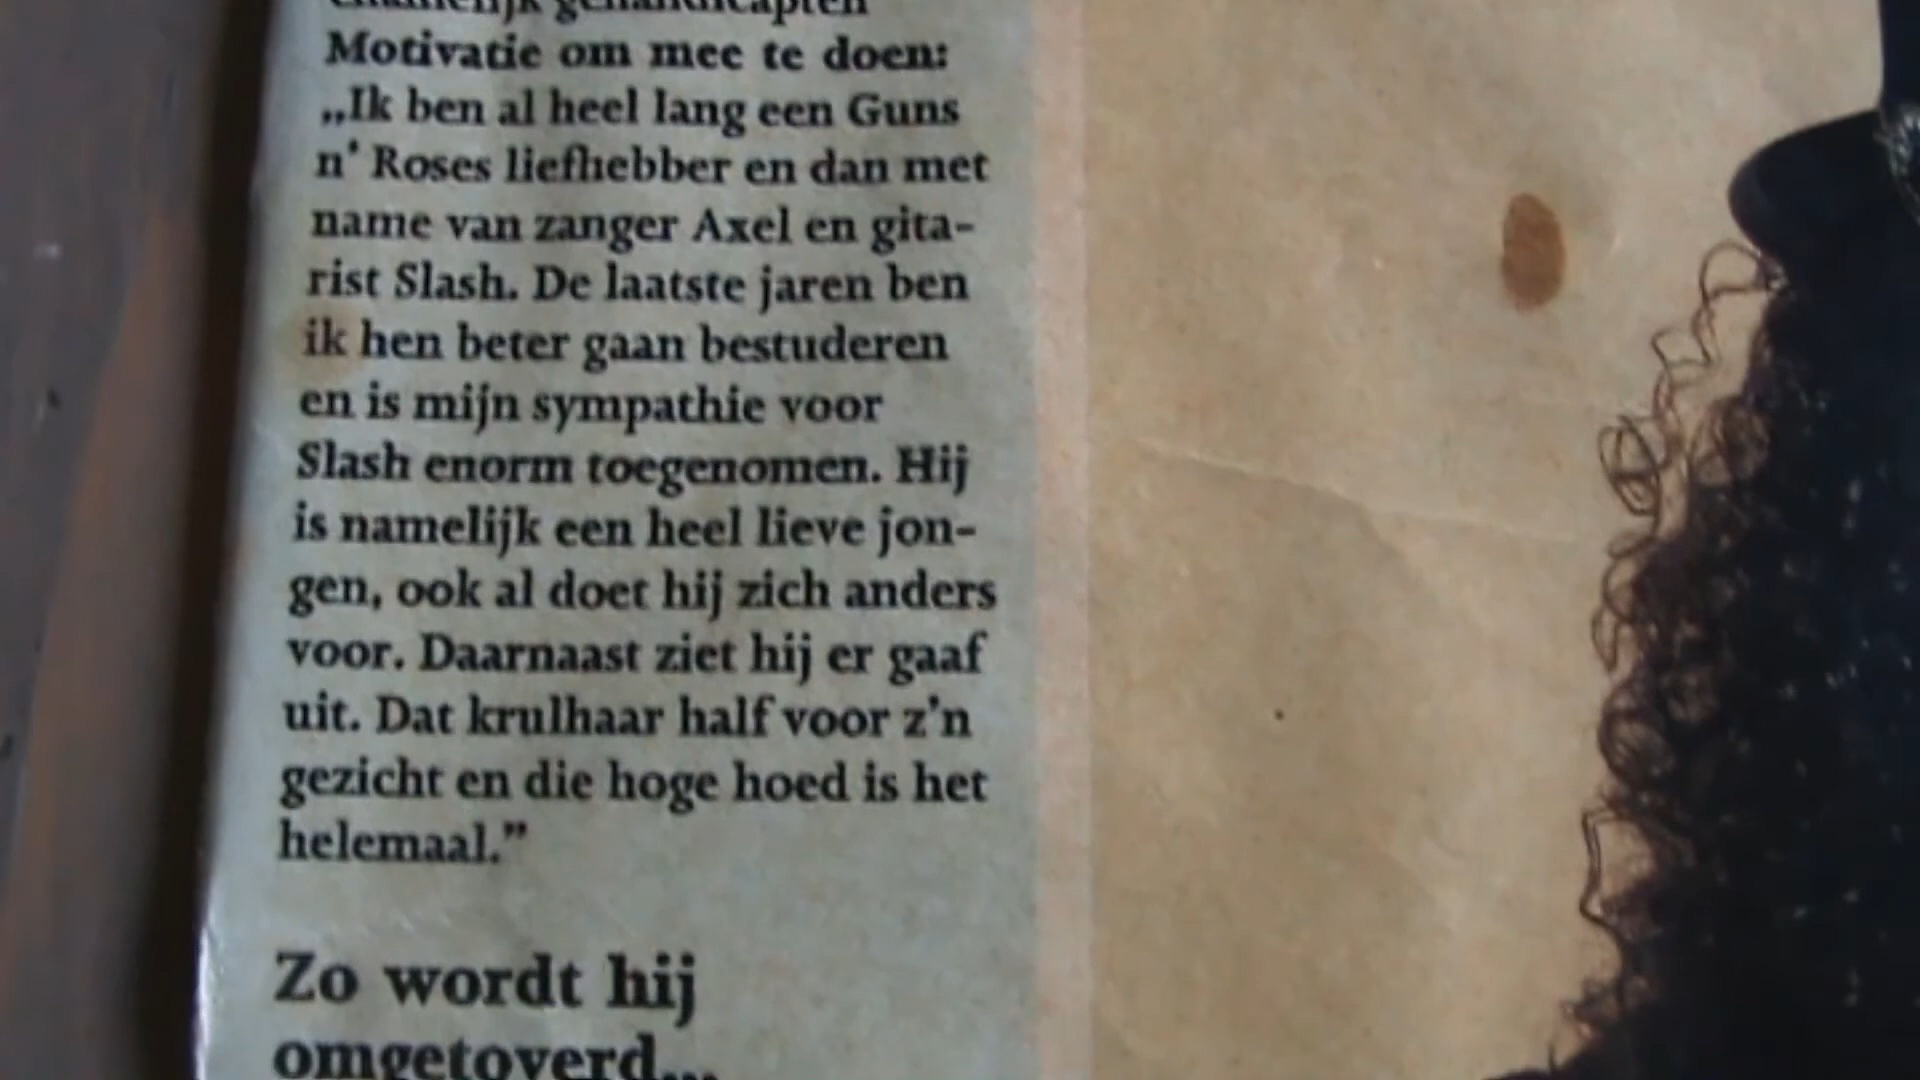 gehandicapten
Motivatie om mee te doen:
„Ik ben al heel lang een Guns
n' Roses liefhebber en dan met
name van zanger Axel en gita-
rist Slash. De laatste jaren ben
ik hen beter gaan bestuderen
en is mijn sympathie voor
Slash enorm toegenomen. Hij
is namelijk een heel lieve jon-
gen, ook al doet hij zich anders
voor. Daarnaast ziet hij er gaaf
uit. Dat krulhaar half voor z'n
gezicht en die hoge hoed is het
helemaal.”
Zo wordt hij
omgetoverd...